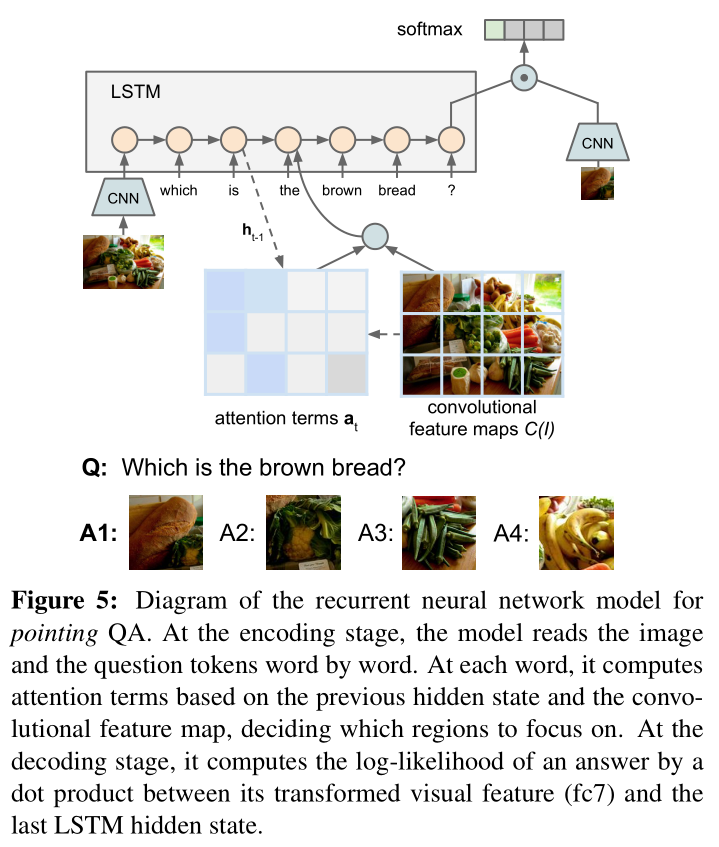 softmax
LSTM
CNN
which is the brown bread ?
CNN
h_{t-1}
attention terms a_t
convolutional
feature maps C(I)
Q: Which is the brown bread?
A1: A2: A3: A4:
Figure 5: Diagram of the recurrent neural network model for
pointing QA. At the encoding stage, the model reads the image
and the question tokens word by word. At each word, it computes
attention terms based on the previous hidden state and the convo-
lutional feature map, deciding which regions to focus on. At the
decoding stage, it computes the log-likelihood of an answer by a
dot product between its transformed visual feature (fc7) and the
last LSTM hidden state.